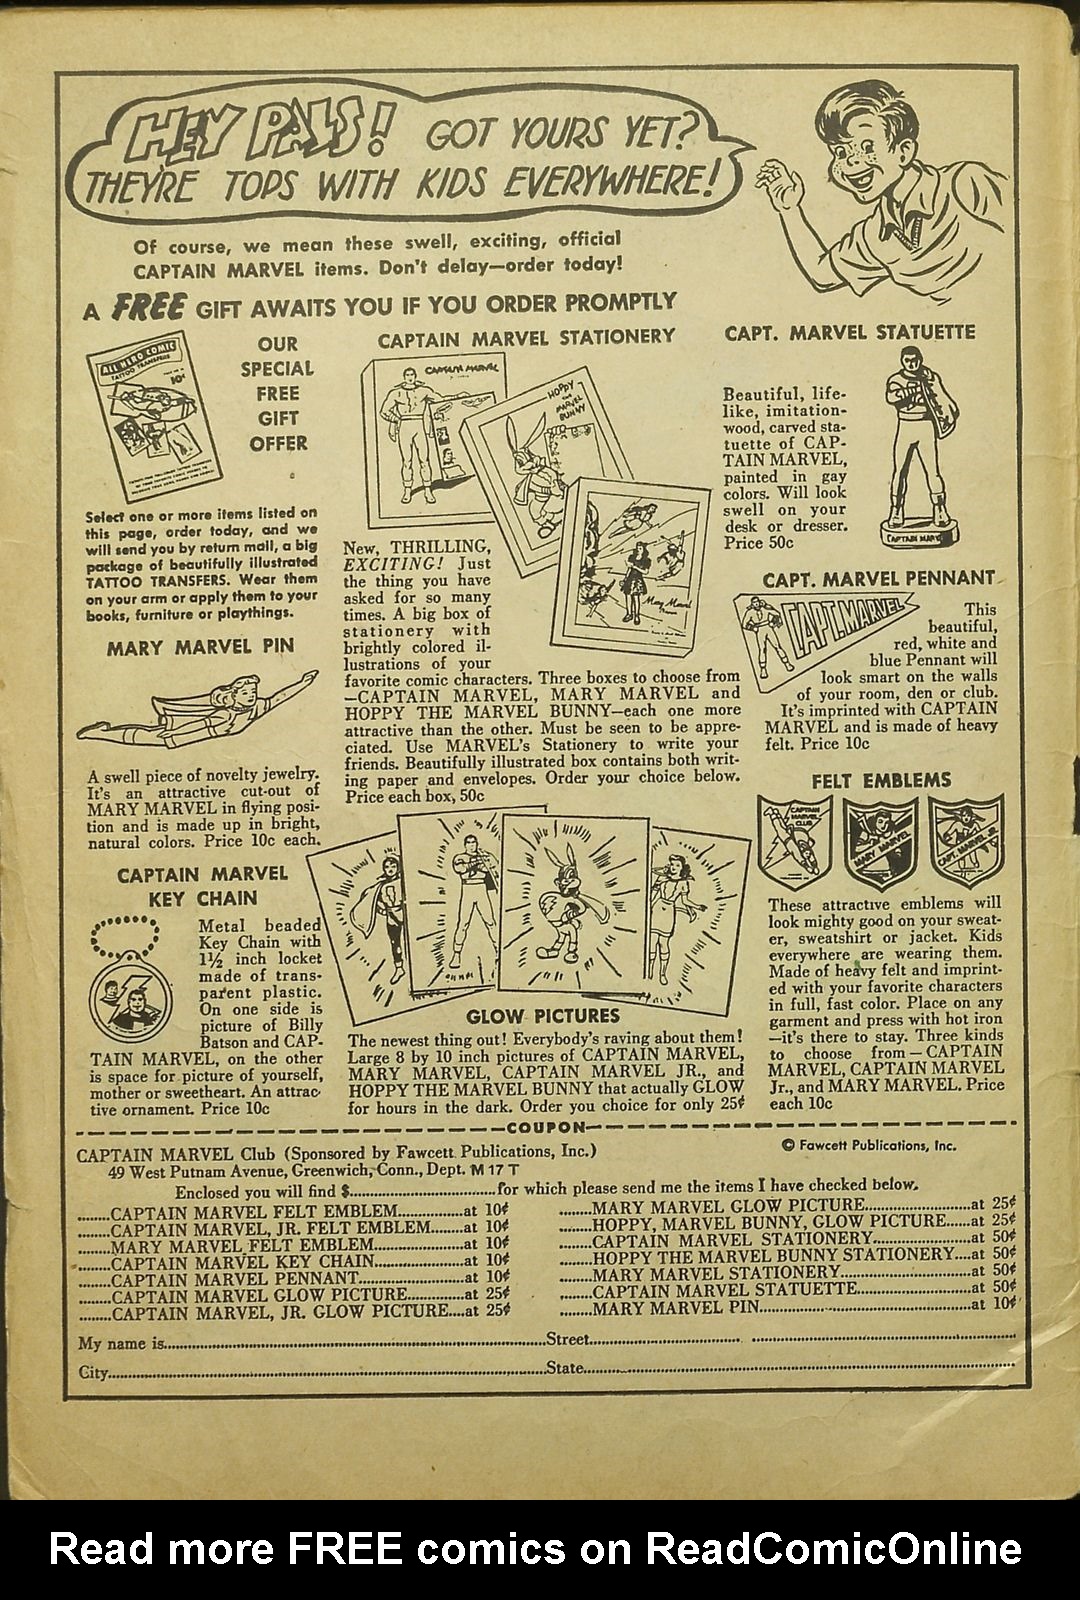 HEY PALS! GOT YOURS YET?
THEY'RE TOPS WITH KIDS EVERYWHERE!
Of course, we mean these swell, exciting, official
CAPTAIN MARVEL items. Don't delay—order today!
A FREE GIFT AWAITS YOU IF YOU ORDER PROMPTLY
ALL HERO COMIC
TATTOO TRANSFERS
10¢
OUR
SPECIAL
FREE
GIFT
OFFER
Select one or more items listed on
this page, order today, and we
will send you by return mail, a big
package of beautifully illustrated
TATTOO TRANSFERS. Wear them
on your arm or apply them to your
books, furniture or playthings.
MARY MARVEL PIN
A swell piece of novelty jewelry.
It's an attractive cut-out of
MARY MARVEL in flying posi-
tion and is made up in bright,
natural colors. Price 10c each.
CAPTAIN MARVEL
KEY CHAIN
Metal beaded
Key Chain with
1½ inch locket
made of trans-
parent plastic.
On one side is
picture of Billy
Batson and CAP-
TAIN MARVEL, on the other
is space for picture of yourself,
mother or sweetheart. An attrac-
tive ornament. Price 10c
CAPTAIN MARVEL STATIONERY
CAPTAIN MARVEL
HOPPY
THE
MARVEL
BUNNY
Mary Marvel
New, THRILLING,
EXCITING! Just
the thing you have
asked for so many
times. A big box of
stationery with
brightly colored il-
lustrations of your
favorite comic characters. Three boxes to choose from
—CAPTAIN MARVEL, MARY MARVEL and
HOPPY THE MARVEL BUNNY—each one more
attractive than the other. Must be seen to be appre-
ciated. Use MARVEL's Stationery to write your
friends. Beautifully illustrated box contains both writ-
ing paper and envelopes. Order your choice below.
Price each box, 50c
GLOW PICTURES
The newest thing out! Everybody's raving about them!
Large 8 by 10 inch pictures of CAPTAIN MARVEL,
MARY MARVEL, CAPTAIN MARVEL JR., and
HOPPY THE MARVEL BUNNY that actually GLOW
for hours in the dark. Order you choice for only 25¢
CAPT. MARVEL STATUETTE
Beautiful, life-
like, imitation-
wood, carved sta-
tuette of CAP-
TAIN MARVEL,
painted in gay
colors. Will look
swell on your
desk or dresser.
Price 50c
CAPTAIN MARVEL
CAPT. MARVEL PENNANT
CAPT. MARVEL
This
beautiful,
red, white and
blue Pennant will
look smart on the walls
of your room, den or club.
It's imprinted with CAPTAIN
MARVEL and is made of heavy
felt. Price 10c
FELT EMBLEMS
CAPTAIN
MARVEL
CLUB
MARY MARVEL
CAPT. MARVEL JR.
These attractive emblems will
look mighty good on your sweat-
er, sweatshirt or jacket. Kids
everywhere are wearing them.
Made of heavy felt and imprint-
ed with your favorite characters
in full, fast color. Place on any
garment and press with hot iron
—it's there to stay. Three kinds
to choose from — CAPTAIN
MARVEL, CAPTAIN MARVEL
Jr., and MARY MARVEL. Price
each 10c
COUPON
CAPTAIN MARVEL Club (Sponsored by Fawcett Publications, Inc.)
© Fawcett Publications, Inc.
49 West Putnam Avenue, Greenwich, Conn., Dept. M 17 T
Enclosed you will find $..........for which please send me the items I have checked below.
........CAPTAIN MARVEL FELT EMBLEM..........at 10¢
........CAPTAIN MARVEL, JR. FELT EMBLEM......at 10¢
........MARY MARVEL FELT EMBLEM..........at 10¢
........CAPTAIN MARVEL KEY CHAIN..........at 10¢
........CAPTAIN MARVEL PENNANT..........at 10¢
........CAPTAIN MARVEL GLOW PICTURE..........at 25¢
........CAPTAIN MARVEL, JR. GLOW PICTURE....at 25¢
........MARY MARVEL GLOW PICTURE..........at 25¢
........HOPPY, MARVEL BUNNY, GLOW PICTURE.....at 25¢
........CAPTAIN MARVEL STATIONERY..........at 50¢
........HOPPY THE MARVEL BUNNY STATIONERY....at 50¢
........MARY MARVEL STATIONERY..........at 50¢
........CAPTAIN MARVEL STATUETTE..........at 50¢
........MARY MARVEL PIN..........at 10¢
My name is..........Street..........
City..........State..........
Read more FREE comics on ReadComicOnline